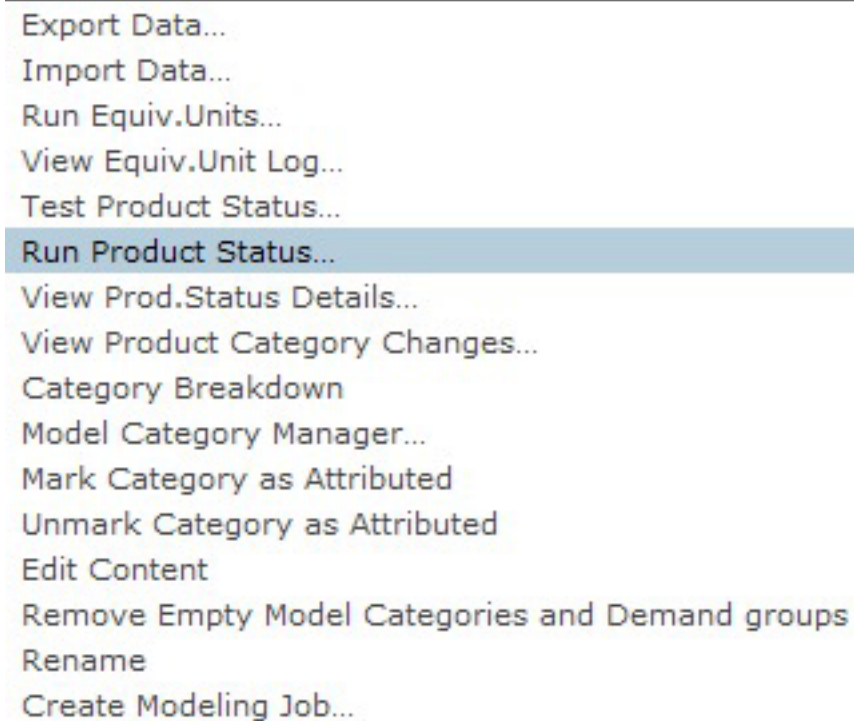 Export Data...
Import Data...
Run Equiv.Units...
View Equiv.Unit Log...
Test Product Status...
Run Product Status...
View Prod.Status Details...
View Product Category Changes...
Category Breakdown
Model Category Manager...
Mark Category as Attributed
Unmark Category as Attributed
Edit Content
Remove Empty Model Categories and Demand groups
Rename
Create Modeling Job...